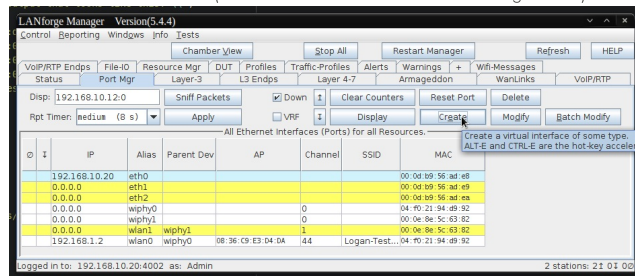 LANforge Manager Version(5.4.4)
Control Reporting Windows Info Tests
Chamber View Stop All Restart Manager Refresh HELP
VoIP/RTP Endps File-IO Resource Mgr DUT Profiles Traffic-Profiles Alerts Warnings + Wifi-Messages
Status Port Mgr Layer-3 L3 Endps Layer 4-7 Armageddon WanLinks VoIP/RTP
Disp: 192.168.10.12:0 Sniff Packets Down Clear Counters Reset Port Delete
Rpt Timer: medium (8 s) Apply VRF Display Create Modify Batch Modify
All Ethernet Interfaces (Ports) for all Resources.
Create a virtual interface of some type.
ALT-E and CTRL-E are the hot-key acceler
IP Alias Parent Dev AP Channel SSID MAC
192.168.10.20 eth0 00:0d:b9:56:ad:e8
0.0.0.0 eth1 00:0d:b9:56:ad:e9
0.0.0.0 eth2 00:0d:b9:56:ad:ea
0.0.0.0 wiphy0 0 04:f0:21:94:d9:92
0.0.0.0 wiphy1 0 00:0e:8e:5c:63:82
0.0.0.0 wlan1 wiphy1 1 00:0e:8e:5c:63:82
192.168.1.2 wlan0 wiphy0 08:36:C9:E3:D4:DA 44 Logan-Test... 04:f0:21:94:d9:92
Logged in to: 192.168.10.20:4002 as: Admin 2 stations: 2↑ 0↧ 0∅